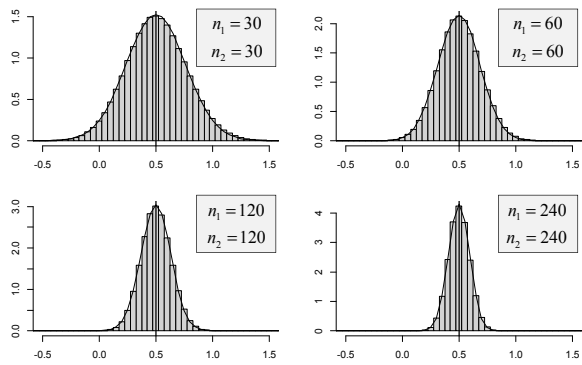 n₁ = 30
n₂ = 30
0.0 0.5 1.0 1.5
-0.5 0.0 0.5 1.0 1.5
n₁ = 60
n₂ = 60
0.0 0.5 1.0 1.5 2.0
-0.5 0.0 0.5 1.0 1.5
n₁ = 120
n₂ = 120
0.0 1.0 2.0 3.0
-0.5 0.0 0.5 1.0 1.5
n₁ = 240
n₂ = 240
0 1 2 3 4
-0.5 0.0 0.5 1.0 1.5